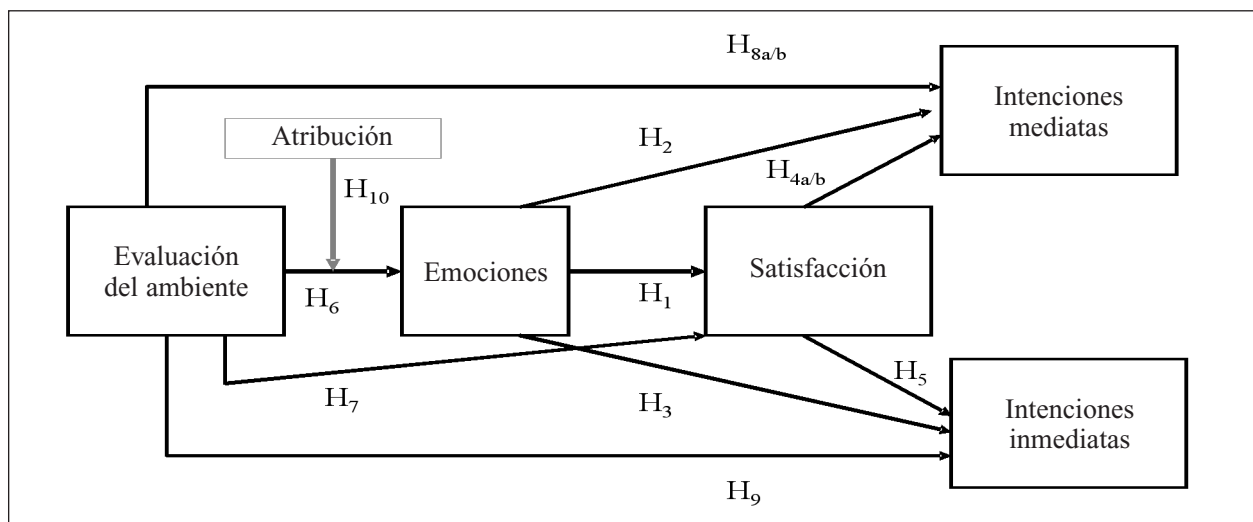 H8a/b
Intenciones
mediatas
Atribución
H2
H4a/b
H10
Evaluación
del ambiente
Emociones
Satisfacción
H6
H1
H7
H3
H5
Intenciones
inmediatas
H9